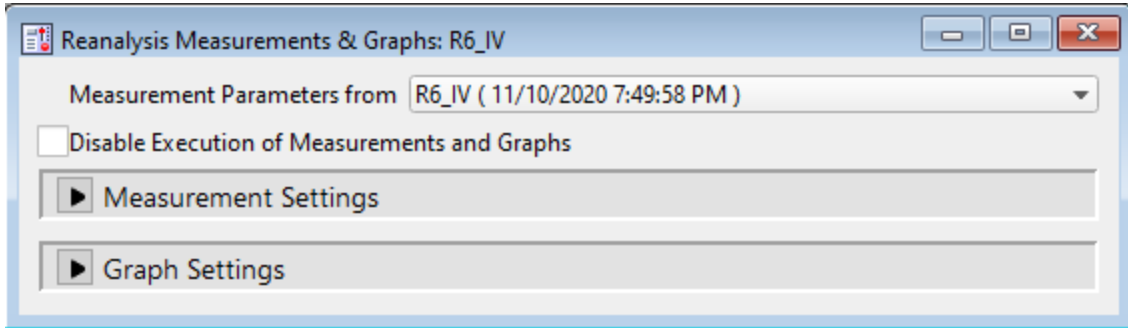 Reanalysis Measurements & Graphs: R6_IV
Measurement Parameters from R6_IV ( 11/10/2020 7:49:58 PM )
Disable Execution of Measurements and Graphs
Measurement Settings
Graph Settings